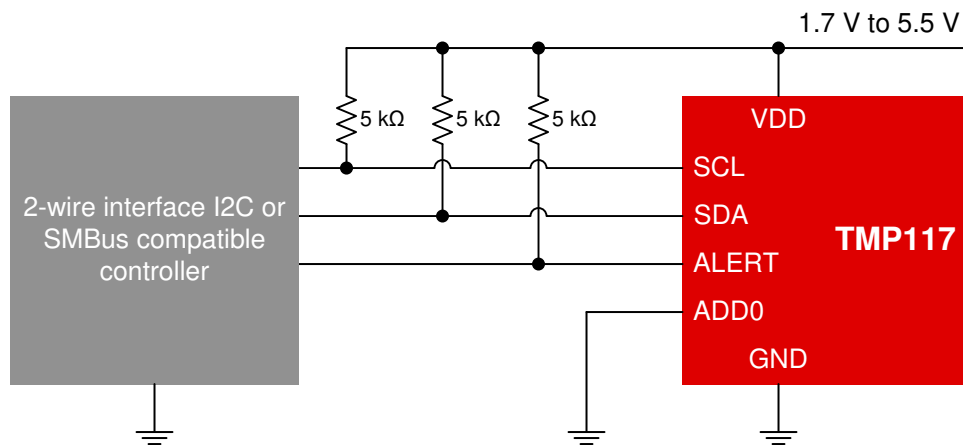 1.7 V to 5.5 V
5 kΩ
5 kΩ
5 kΩ
2-wire interface I2C or
SMBus compatible
controller
VDD
SCL
SDA
ALERT
ADD0
GND
TMP117